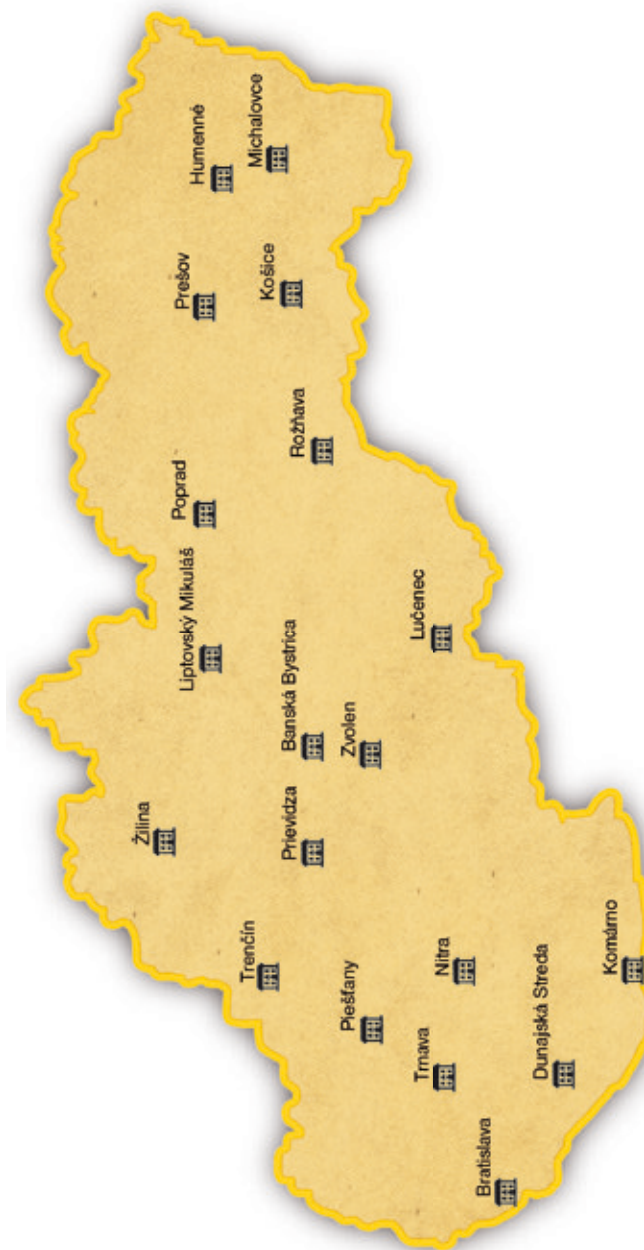 Žilina
Liptovský Mikuláš
Poprad
Prešov
Humenné
Michalovce
Košice
Rožňava
Trenčín
Prievidza
Banská Bystrica
Zvolen
Piešťany
Lučenec
Trnava
Nitra
Bratislava
Dunajská Streda
Komárno